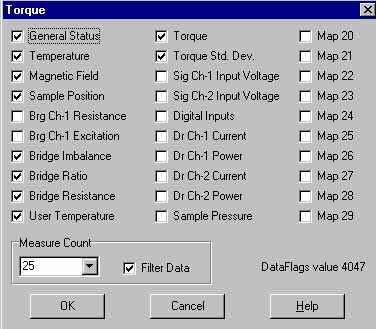 Torque
General Status
Temperature
Magnetic Field
Sample Position
Brg Ch-1 Resistance
Brg Ch-1 Excitation
Bridge Imbalance
Bridge Ratio
Bridge Resistance
User Temperature
Torque
Torque Std. Dev.
Sig Ch-1 Input Voltage
Sig Ch-2 Input Voltage
Digital Inputs
Dr Ch-1 Current
Dr Ch-1 Power
Dr Ch-2 Current
Dr Ch-2 Power
Sample Pressure
Map 20
Map 21
Map 22
Map 23
Map 24
Map 25
Map 26
Map 27
Map 28
Map 29
Measure Count
25
Filter Data
DataFlags value 4047
OK
Cancel
Help